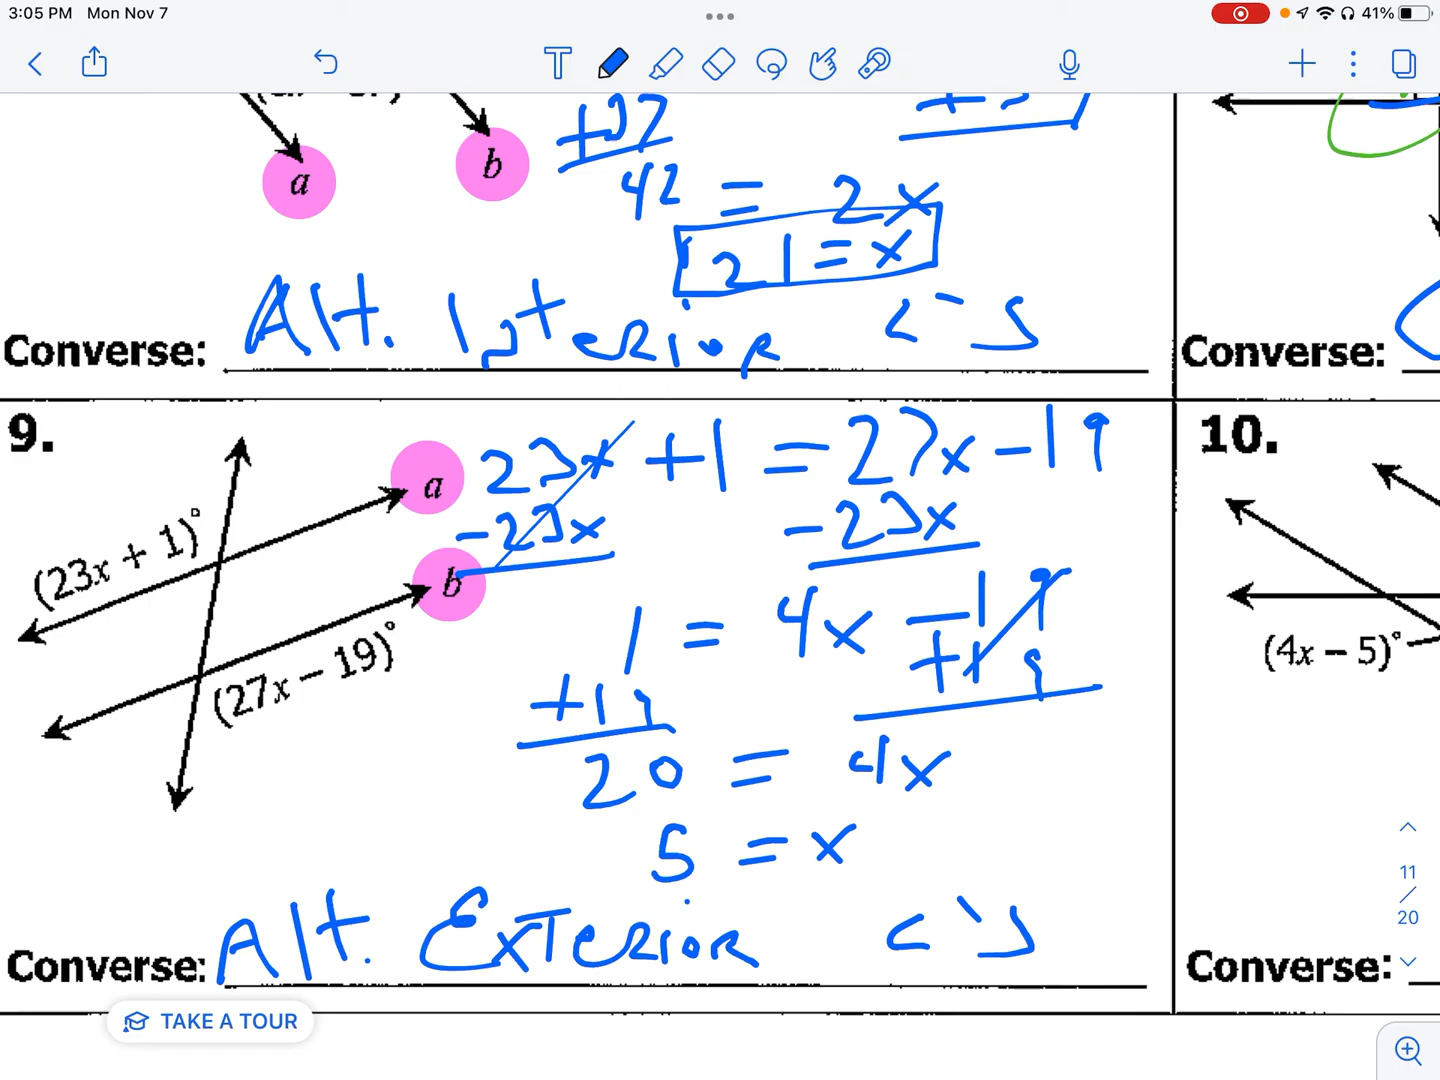 3:05 PM Mon Nov 7
41%
T
+37
42 = 2x
21 = x
a
b
Alt. Interior <'s
Converse:
Converse:
9.
10.
23x + 1 = 27x - 19
- 23x - 23x
1 = 4x - 19
+19 +19
20 = 4x
5 = x
a
b
(23x + 1)°
(27x − 19)°
(4x − 5)°
11
/
20
Alt. Exterior <'s
Converse:
Converse:
TAKE A TOUR